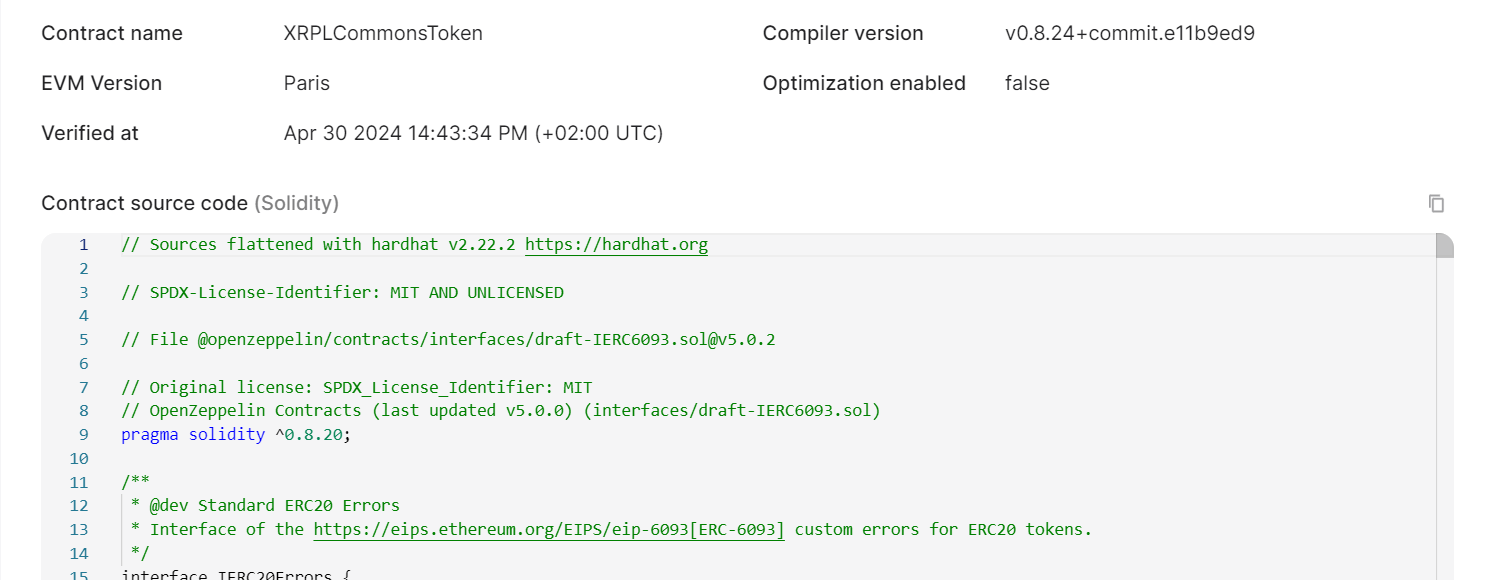 Contract name XRPLCommonsToken Compiler version v0.8.24+commit.e11b9ed9
EVM Version Paris Optimization enabled false
Verified at Apr 30 2024 14:43:34 PM (+02:00 UTC)
Contract source code (Solidity)
1 // Sources flattened with hardhat v2.22.2 https://hardhat.org
2
3 // SPDX-License-Identifier: MIT AND UNLICENSED
4
5 // File @openzeppelin/contracts/interfaces/draft-IERC6093.sol@v5.0.2
6
7 // Original license: SPDX_License_Identifier: MIT
8 // OpenZeppelin Contracts (last updated v5.0.0) (interfaces/draft-IERC6093.sol)
9 pragma solidity ^0.8.20;
10
11 /**
12 * @dev Standard ERC20 Errors
13 * Interface of the https://eips.ethereum.org/EIPS/eip-6093[ERC-6093] custom errors for ERC20 tokens.
14 */
15 interface IERC20Errors {